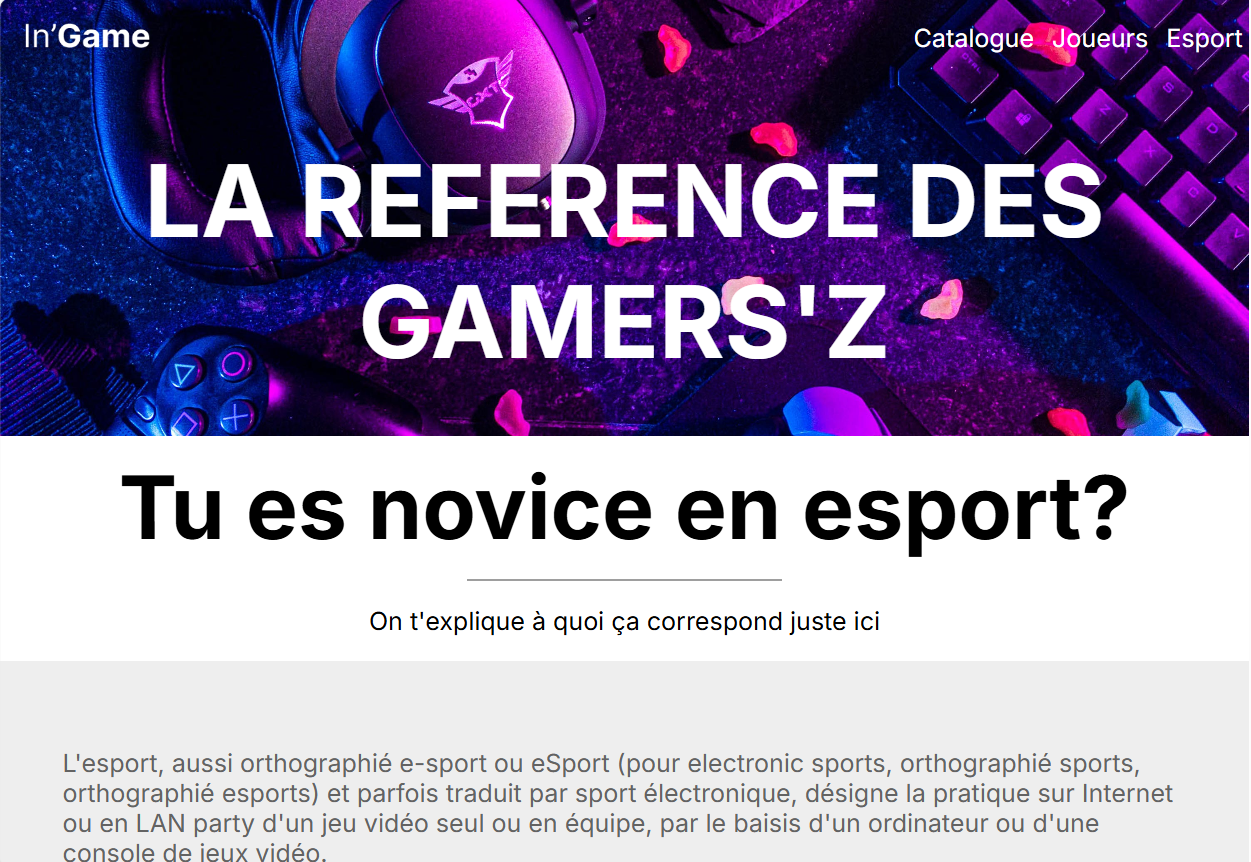 In’Game
Catalogue Joueurs Esport
GXT
LA REFERENCE DES
GAMERS'Z
Tu es novice en esport?
On t'explique à quoi ça correspond juste ici
L'esport, aussi orthographié e-sport ou eSport (pour electronic sports, orthographié sports,
orthographié esports) et parfois traduit par sport électronique, désigne la pratique sur Internet
ou en LAN party d'un jeu vidéo seul ou en équipe, par le baisis d'un ordinateur ou d'une
console de jeux vidéo.